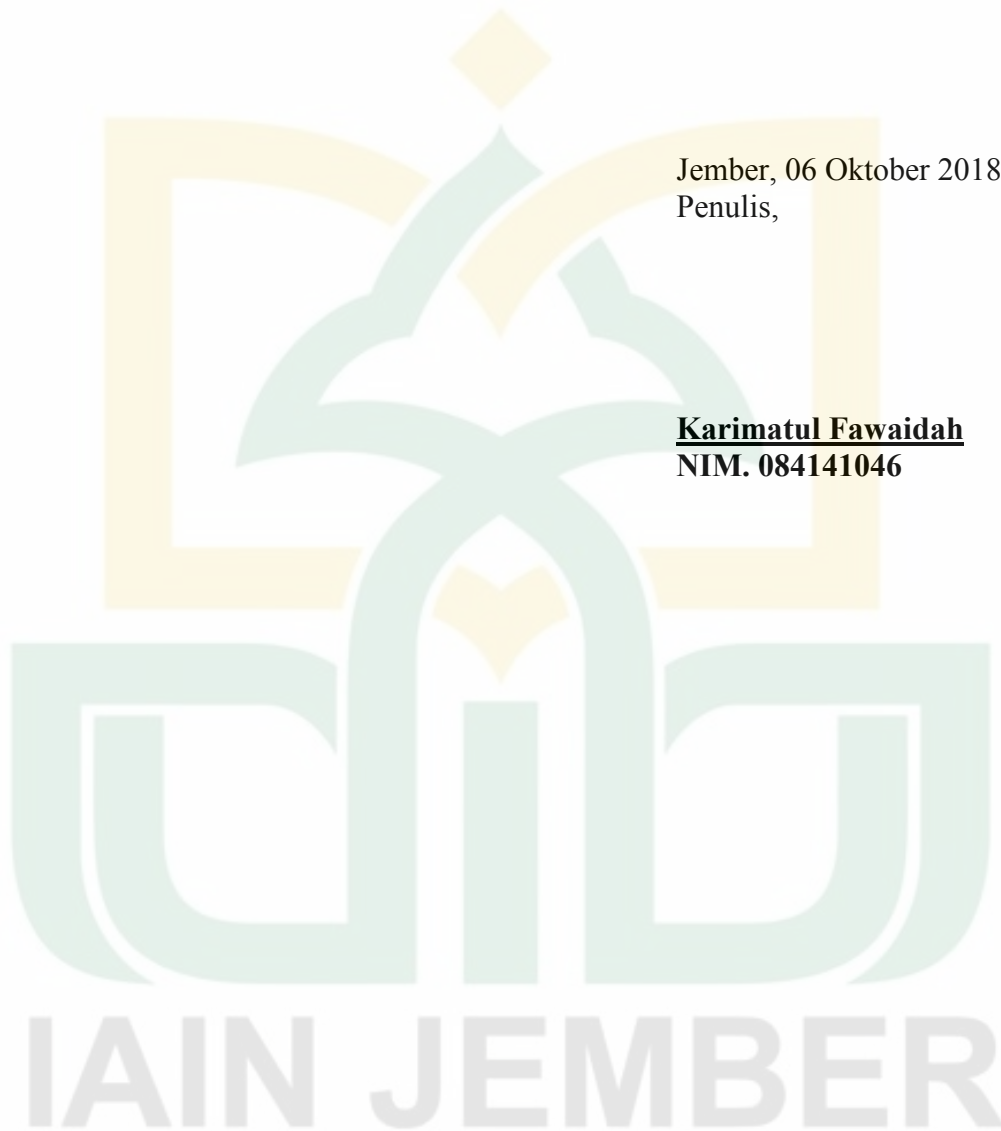 Jember, 06 Oktober 2018
Penulis,
Karimatul Fawaidah
NIM. 084141046
IAIN JEMBER